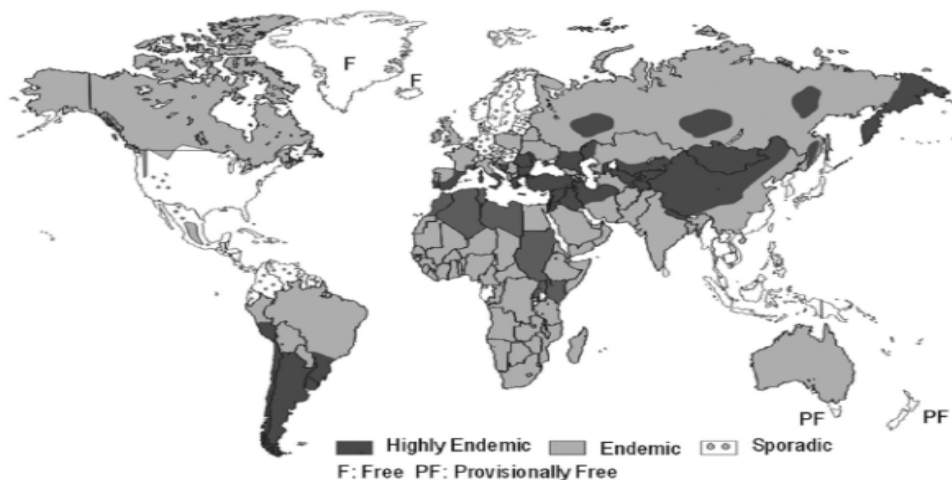 F
F
PF
PF
Highly Endemic
Endemic
Sporadic
F: Free PF: Provisionally Free